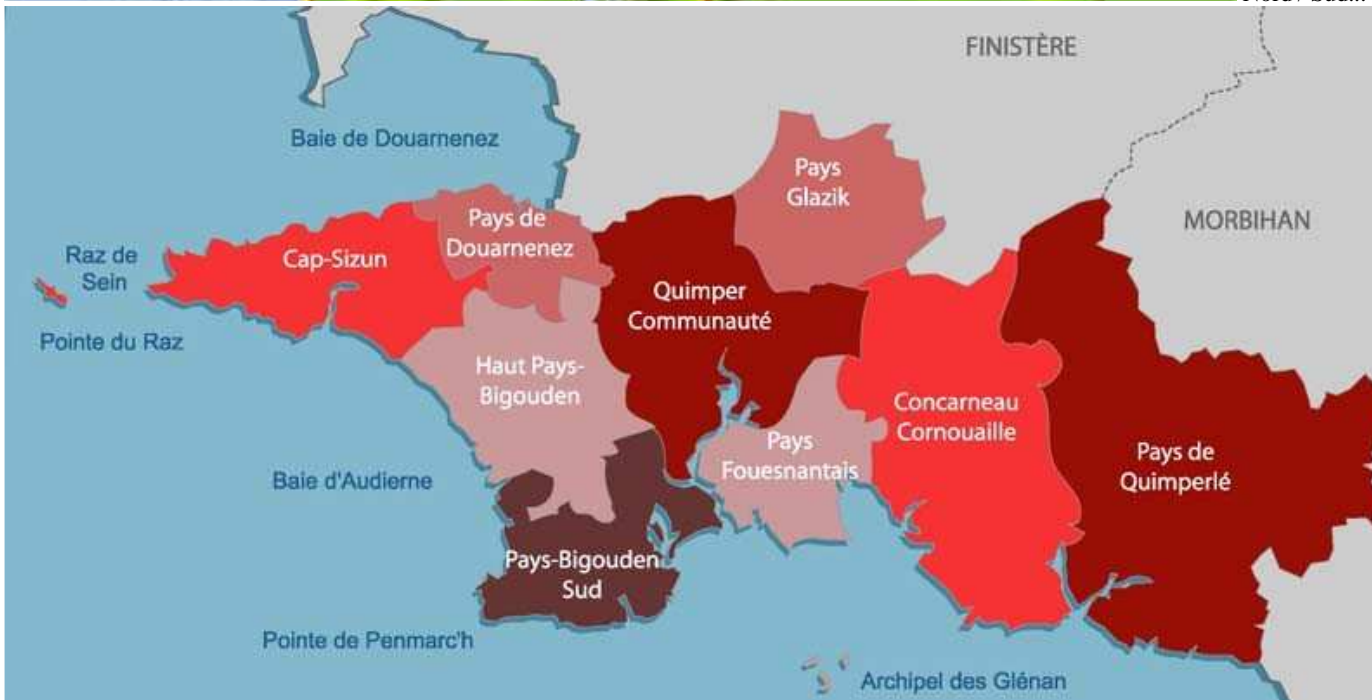 FINISTÈRE
Baie de Douarnenez
Pays
Glazik
MORBIHAN
Pays de
Douarnenez
Cap-Sizun
Raz de
Sein
Quimper
Communauté
Pointe du Raz
Haut Pays-
Bigouden
Concarneau
Cornouaille
Pays
Fouesnantais
Pays de
Quimperlé
Baie d'Audierne
Pays-Bigouden
Sud
Pointe de Penmarc'h
Archipel des Glénan